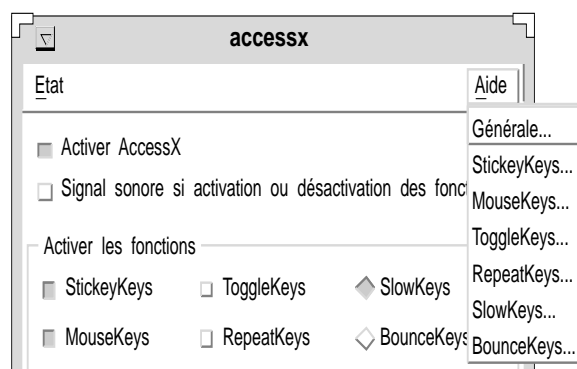 accessx
Etat
Aide
Générale...
StickeyKeys...
MouseKeys...
ToggleKeys...
RepeatKeys...
SlowKeys...
BounceKeys...
Activer AccessX
Signal sonore si activation ou désactivation des fonct
Activer les fonctions
StickeyKeys
ToggleKeys
SlowKeys
MouseKeys
RepeatKeys
BounceKeys